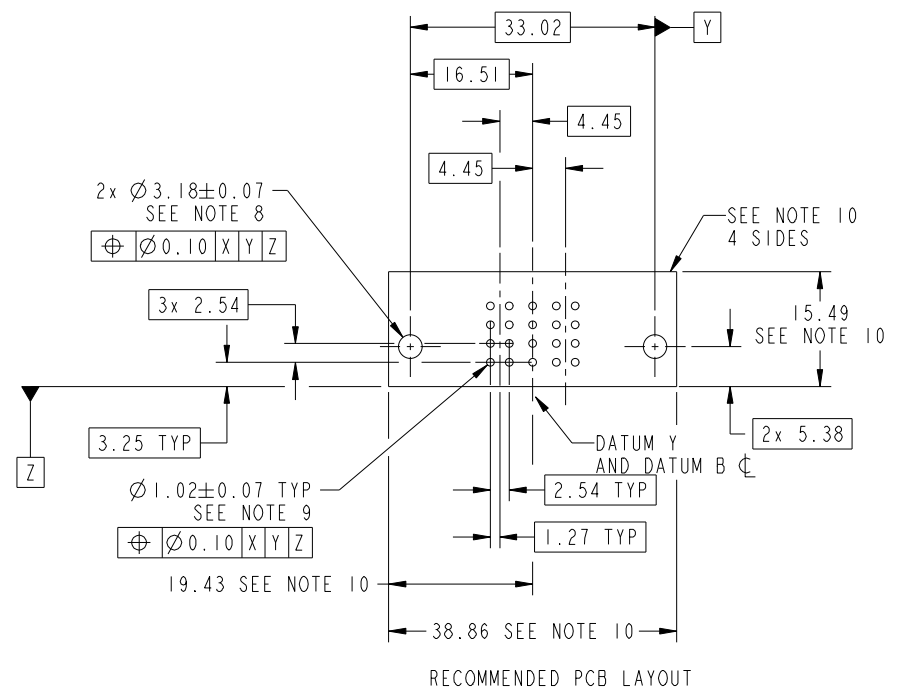 33.02
Y
16.51
4.45
4.45
2x Ø3.18±0.07
SEE NOTE 8
⌖ Ø0.10 X Y Z
SEE NOTE 10
4 SIDES
3x 2.54
15.49
SEE NOTE 10
3.25 TYP
Z
DATUM Y
AND DATUM B ℄
2x 5.38
Ø1.02±0.07 TYP
SEE NOTE 9
⌖ Ø0.10 X Y Z
2.54 TYP
1.27 TYP
19.43 SEE NOTE 10
38.86 SEE NOTE 10
RECOMMENDED PCB LAYOUT